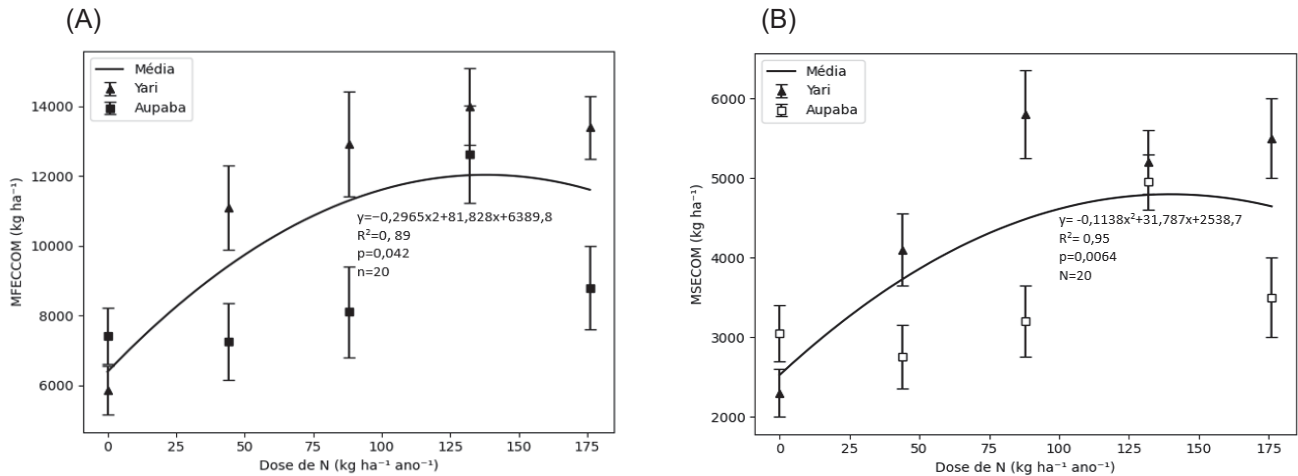 (A)
MFECCOM (kg ha⁻¹)
14000
12000
10000
8000
6000
Média
Yari
Aupaba
y=−0,2965x2+81,828x+6389,8
R²=0, 89
p=0,042
n=20
0 25 50 75 100 125 150 175
Dose de N (kg ha⁻¹ ano⁻¹)
(B)
MSECOM (kg ha⁻¹)
6000
5000
4000
3000
2000
Média
Yari
Aupaba
y= -0,1138x²+31,787x+2538,7
R²= 0,95
p=0,0064
N=20
0 25 50 75 100 125 150 175
Dose de N (kg ha⁻¹ ano⁻¹)